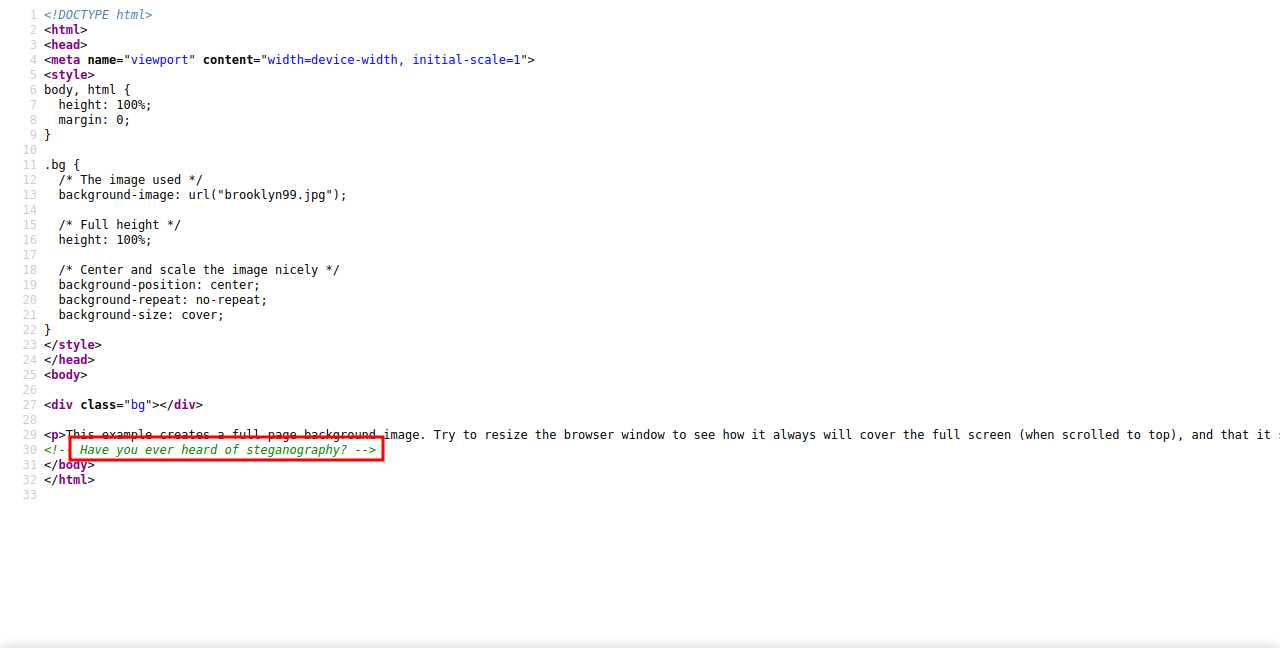 1 <!DOCTYPE html>
2 <html>
3 <head>
4 <meta name="viewport" content="width=device-width, initial-scale=1">
5 <style>
6 body, html {
7   height: 100%;
8   margin: 0;
9 }
10
11 .bg {
12   /* The image used */
13   background-image: url("brooklyn99.jpg");
14
15   /* Full height */
16   height: 100%;
17
18   /* Center and scale the image nicely */
19   background-position: center;
20   background-repeat: no-repeat;
21   background-size: cover;
22 }
23 </style>
24 </head>
25 <body>
26
27 <div class="bg"></div>
28
29 <p>This example creates a full page background image. Try to resize the browser window to see how it always will cover the full screen (when scrolled to top), and that it
30 <!-- Have you ever heard of steganography? -->
31 </body>
32 </html>
33